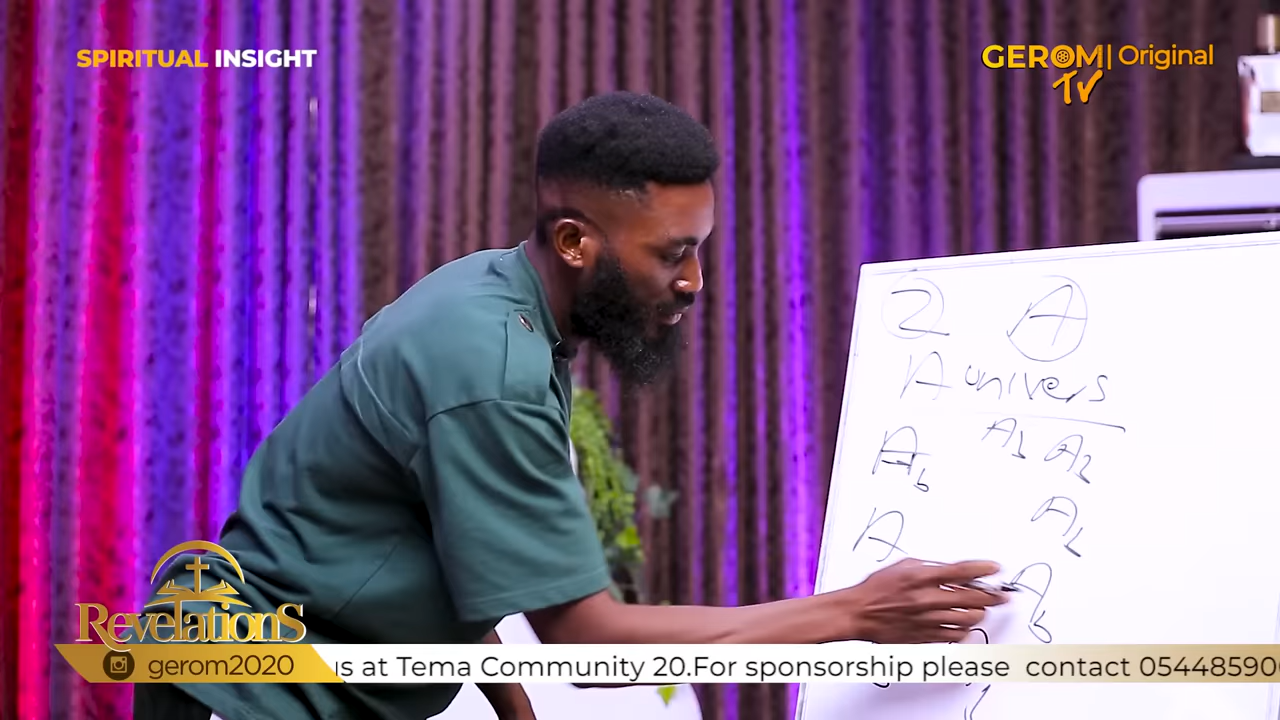 SPIRITUAL INSIGHT
GEROM TV | Original
2 A
A univers
A1 A2
A6
A2
A
A3
RevelationS
gerom2020
us at Tema Community 20.For sponsorship please contact 05448590